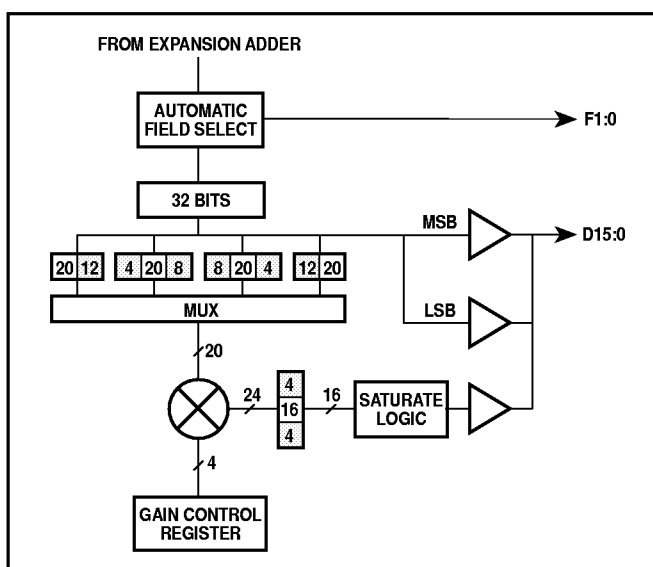 FROM EXPANSION ADDER
AUTOMATIC
FIELD SELECT
F1:0
32 BITS
MSB
D15:0
20 12 4 20 8 8 20 4 12 20
MUX
LSB
20
24
4
16
4
16
SATURATE
LOGIC
4
GAIN CONTROL
REGISTER